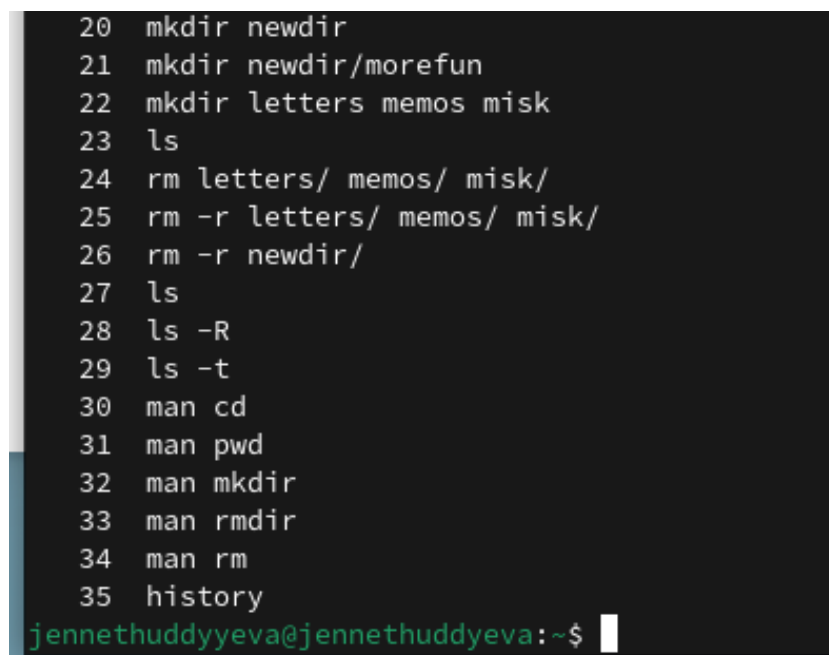 20 mkdir newdir
21 mkdir newdir/morefun
22 mkdir letters memos misk
23 ls
24 rm letters/ memos/ misk/
25 rm -r letters/ memos/ misk/
26 rm -r newdir/
27 ls
28 ls -R
29 ls -t
30 man cd
31 man pwd
32 man mkdir
33 man rmdir
34 man rm
35 history
jennethuddyyeva@jennethuddyeva:~$